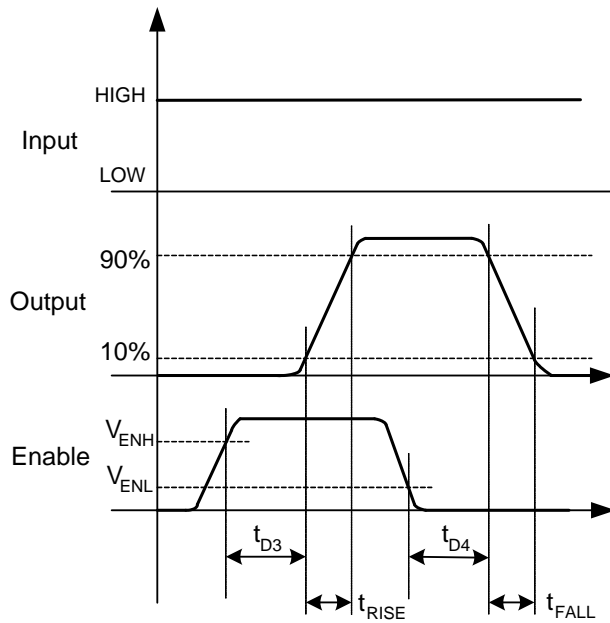 HIGH
Input
LOW
90%
Output
10%
VENH
Enable
VENL
tD3
tD4
tRISE
tFALL